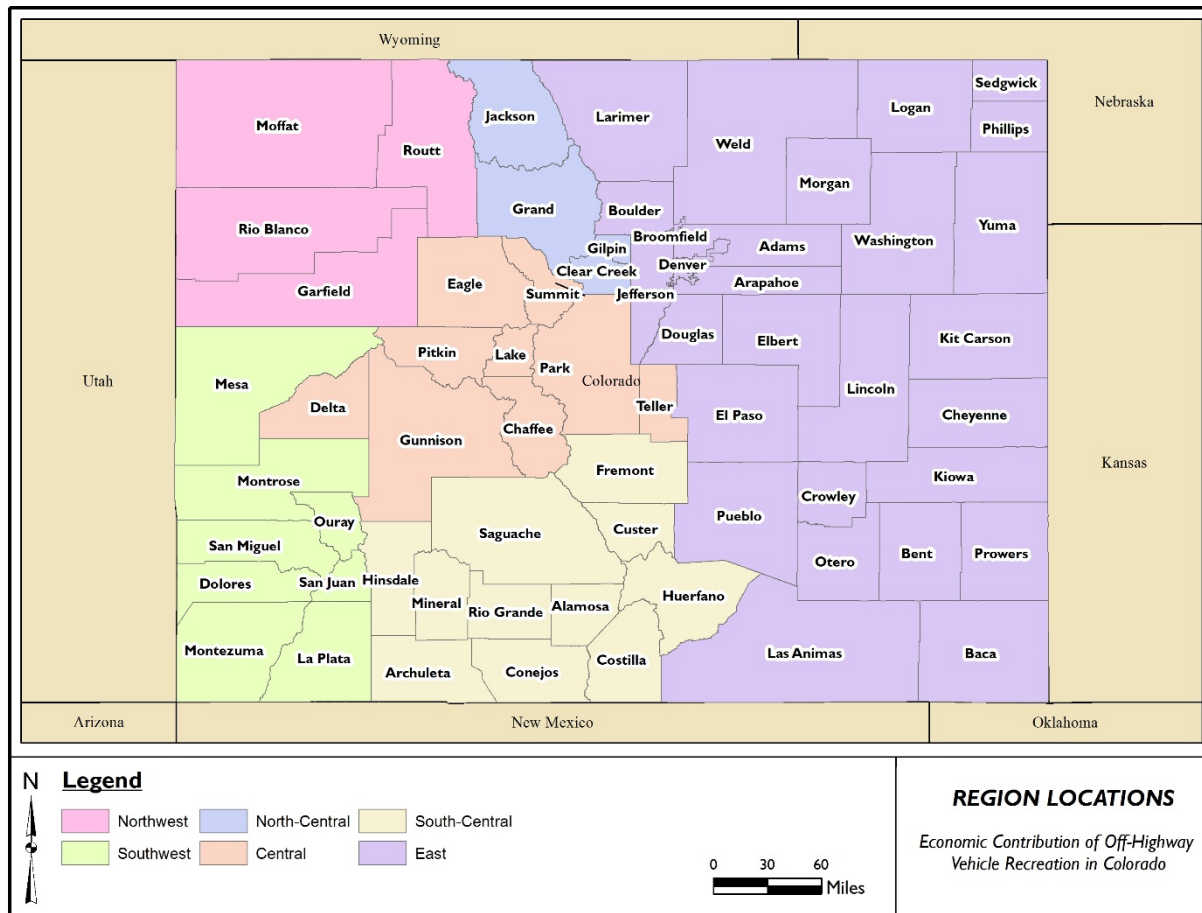 Wyoming
Nebraska
Utah
Colorado
Kansas
Arizona
New Mexico
Oklahoma
Moffat
Routt
Jackson
Larimer
Weld
Logan
Sedgwick
Phillips
Morgan
Rio Blanco
Grand
Boulder
Broomfield
Gilpin
Adams
Washington
Yuma
Clear Creek
Denver
Arapahoe
Garfield
Eagle
Summit
Jefferson
Pitkin
Lake
Park
Douglas
Elbert
Kit Carson
Mesa
Lincoln
Delta
Teller
El Paso
Cheyenne
Gunnison
Chaffee
Fremont
Kiowa
Montrose
Crowley
Ouray
Pueblo
Custer
Saguache
San Miguel
Otero
Bent
Prowers
Dolores
San Juan
Hinsdale
Mineral
Rio Grande
Alamosa
Huerfano
Montezuma
La Plata
Archuleta
Conejos
Costilla
Las Animas
Baca
N
Legend
Northwest
North-Central
South-Central
Southwest
Central
East
0 30 60
Miles
REGION LOCATIONS
Economic Contribution of Off-Highway
Vehicle Recreation in Colorado